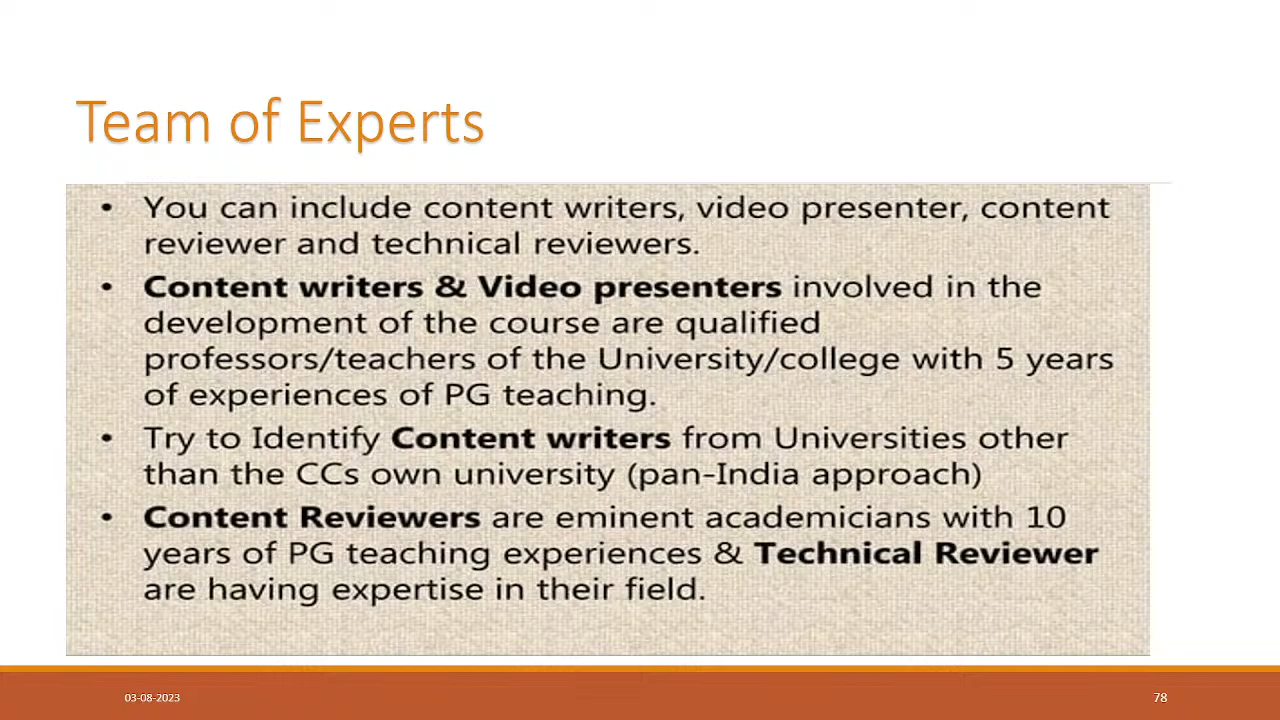 Team of Experts
• You can include content writers, video presenter, content
reviewer and technical reviewers.
• Content writers & Video presenters involved in the
development of the course are qualified
professors/teachers of the University/college with 5 years
of experiences of PG teaching.
• Try to Identify Content writers from Universities other
than the CCs own university (pan-India approach)
• Content Reviewers are eminent academicians with 10
years of PG teaching experiences & Technical Reviewer
are having expertise in their field.
03-08-2023
78